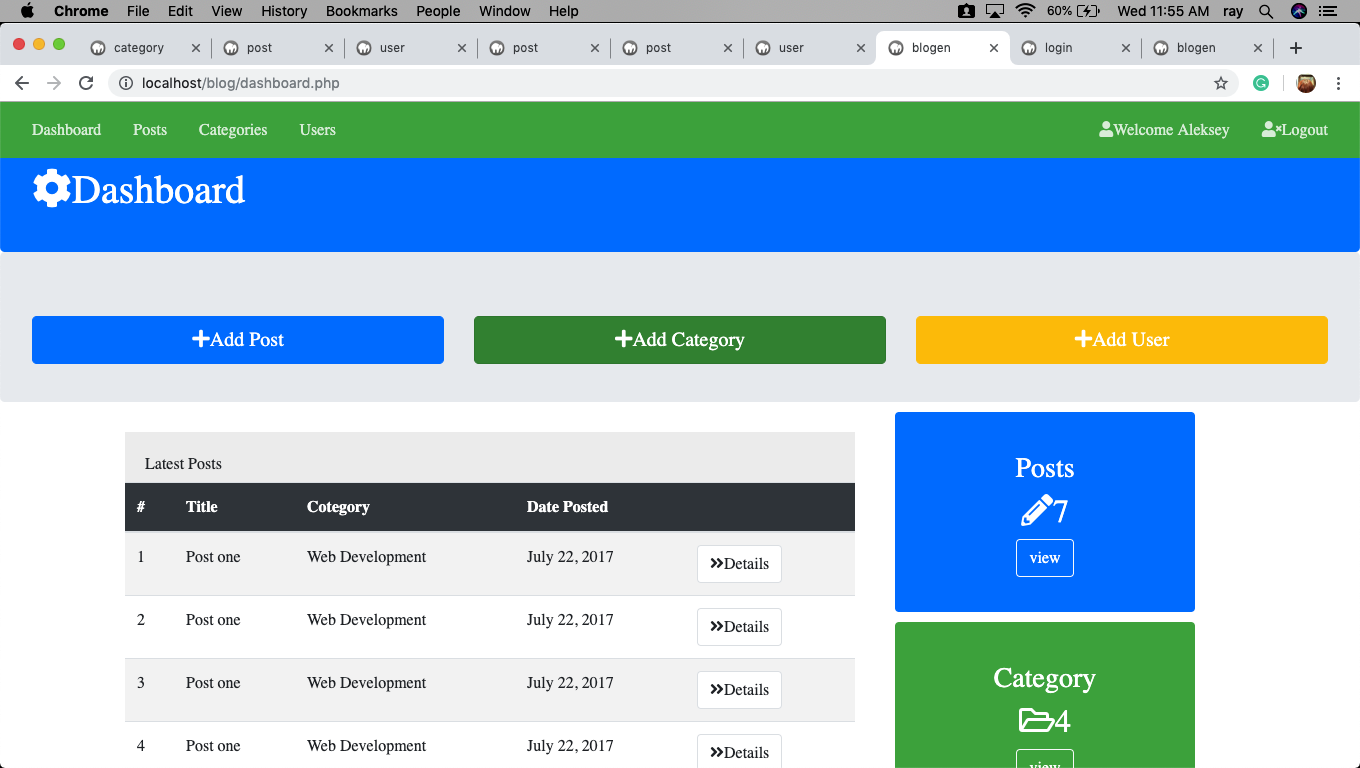 Chrome File Edit View History Bookmarks People Window Help 60% Wed 11:55 AM ray
category post user post post user blogen login blogen
localhost/blog/dashboard.php
Dashboard Posts Categories Users Welcome Aleksey Logout
Dashboard
Add Post Add Category Add User
Latest Posts
# Title Cotegory Date Posted
1 Post one Web Development July 22, 2017 Details
2 Post one Web Development July 22, 2017 Details
3 Post one Web Development July 22, 2017 Details
4 Post one Web Development July 22, 2017 Details
Posts
7
view
Category
4
view